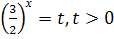 (3/2)^x = t, t > 0